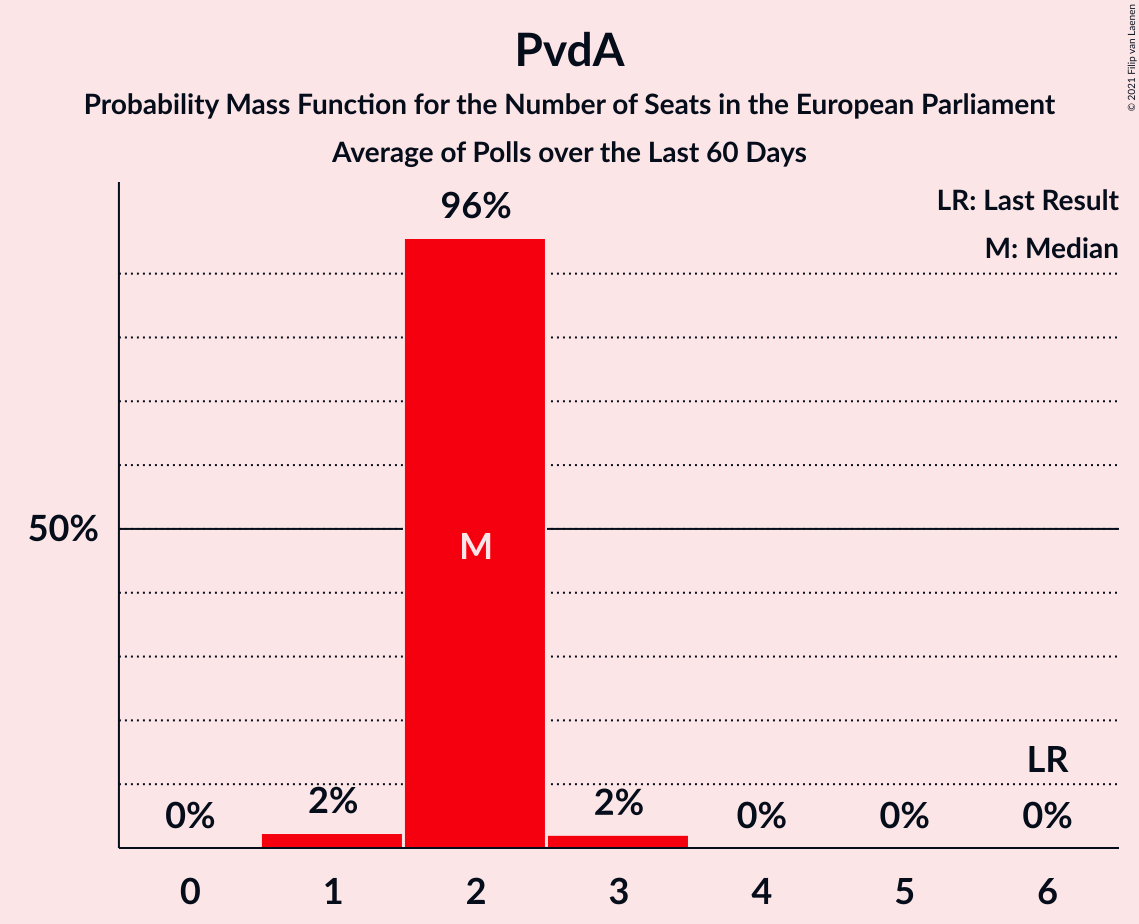 PvdA
Probability Mass Function for the Number of Seats in the European Parliament
Average of Polls over the Last 60 Days
© 2021 Filip van Laenen
LR: Last Result
M: Median
96%
50%
M
LR
0%
2%
2%
0%
0%
0%
0
1
2
3
4
5
6